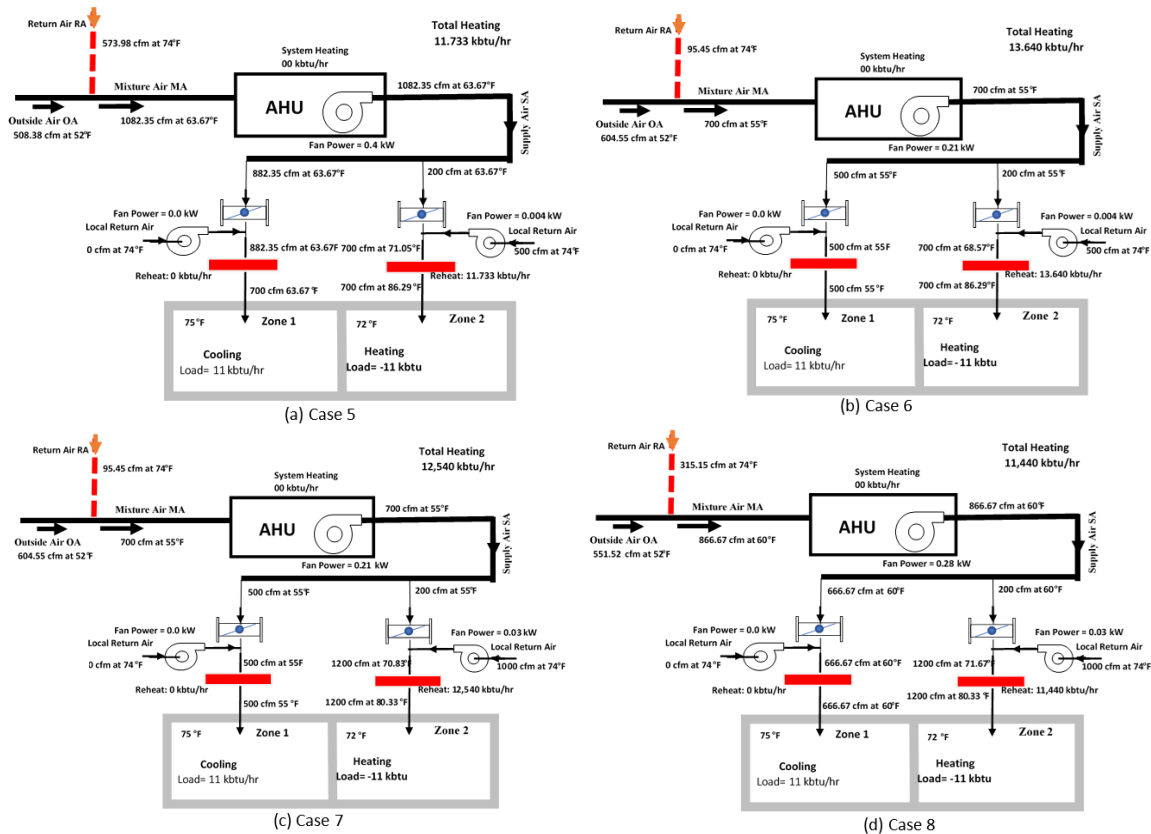 Return Air RA
573.98 cfm at 74°F
Total Heating
11.733 kbtu/hr
System Heating
00 kbtu/hr
Mixture Air MA
1082.35 cfm at 63.67°F
AHU
Outside Air OA
508.38 cfm at 52°F
1082.35 cfm at 63.67°F
Supply Air SA
Fan Power = 0.4 kW
882.35 cfm at 63.67°F
200 cfm at 63.67°F
Fan Power = 0.0 kW
Local Return Air
0 cfm at 74°F
Fan Power = 0.004 kW
Local Return Air
500 cfm at 74°F
882.35 cfm at 63.67F
700 cfm at 71.05°F
Reheat: 0 kbtu/hr
Reheat: 11.733 kbtu/hr
700 cfm 63.67 °F
700 cfm at 86.29°F
75 °F
Zone 1
72 °F
Zone 2
Cooling
Load= 11 kbtu/hr
Heating
Load= -11 kbtu
(a) Case 5
Return Air RA
95.45 cfm at 74°F
Total Heating
13.640 kbtu/hr
System Heating
00 kbtu/hr
Mixture Air MA
700 cfm at 55°F
AHU
Outside Air OA
604.55 cfm at 52°F
700 cfm at 55°F
Supply Air SA
Fan Power = 0.21 kW
500 cfm at 55°F
200 cfm at 55°F
Fan Power = 0.0 kW
Local Return Air
0 cfm at 74°F
Fan Power = 0.004 kW
Local Return Air
500 cfm at 74°F
500 cfm at 55F
700 cfm at 68.57°F
Reheat: 0 kbtu/hr
Reheat: 13.640 kbtu/hr
500 cfm 55 °F
700 cfm at 86.29°F
75 °F
Zone 1
72 °F
Zone 2
Cooling
Load= 11 kbtu/hr
Heating
Load= -11 kbtu
(b) Case 6
Return Air RA
95.45 cfm at 74°F
Total Heating
12,540 kbtu/hr
System Heating
00 kbtu/hr
Mixture Air MA
700 cfm at 55°F
AHU
Outside Air OA
604.55 cfm at 52°F
700 cfm at 55°F
Supply Air SA
Fan Power = 0.21 kW
500 cfm at 55°F
200 cfm at 55°F
Fan Power = 0.0 kW
Local Return Air
0 cfm at 74°F
Fan Power = 0.03 kW
Local Return Air
1000 cfm at 74°F
500 cfm at 55F
1200 cfm at 70.83°F
Reheat: 0 kbtu/hr
Reheat: 12,540 kbtu/hr
500 cfm 55 °F
1200 cfm at 80.33°F
75 °F
Zone 1
72 °F
Zone 2
Cooling
Load= 11 kbtu/hr
Heating
Load= -11 kbtu
(c) Case 7
Return Air RA
315.15 cfm at 74°F
Total Heating
11,440 kbtu/hr
System Heating
00 kbtu/hr
Mixture Air MA
866.67 cfm at 60°F
AHU
Outside Air OA
551.52 cfm at 52°F
866.67 cfm at 60°F
Supply Air SA
Fan Power = 0.28 kW
666.67 cfm at 60°F
200 cfm at 60°F
Fan Power = 0.0 kW
Local Return Air
0 cfm at 74°F
Fan Power = 0.03 kW
Local Return Air
1000 cfm at 74°F
666.67 cfm at 60°F
1200 cfm at 71.67°F
Reheat: 0 kbtu/hr
Reheat: 11,440 kbtu/hr
666.67 cfm at 60°F
1200 cfm at 80.33 °F
75 °F
Zone 1
72 °F
Zone 2
Cooling
Load= 11 kbtu/hr
Heating
Load= -11 kbtu
(d) Case 8